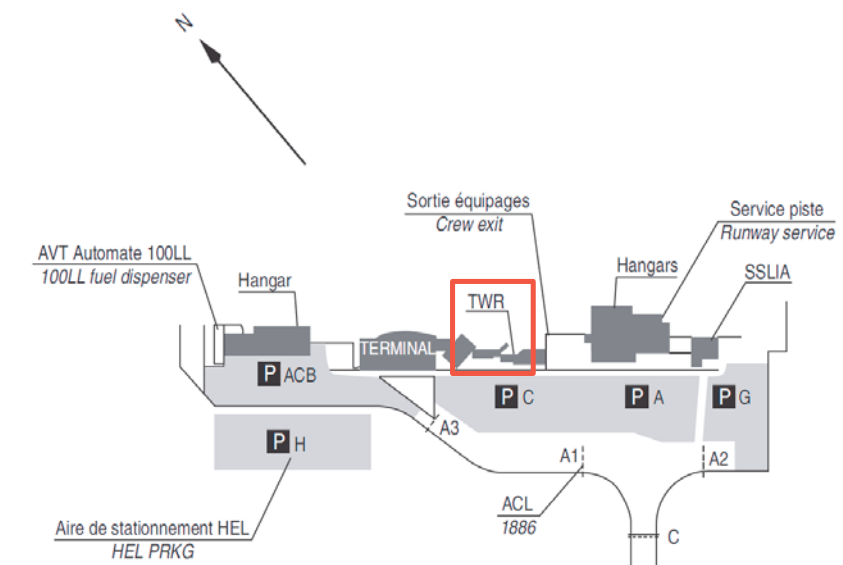 N
Sortie équipages
Crew exit
Service piste
Runway service
AVT Automate 100LL
100LL fuel dispenser
Hangar
Hangars
SSLIA
TWR
TERMINAL
P ACB
P C
P A
P G
A3
P H
A1
A2
ACL
1886
Aire de stationnement HEL
HEL PRKG
C